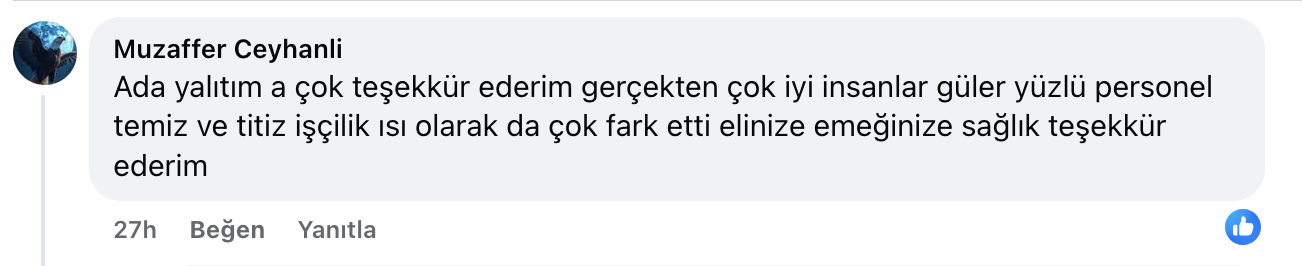 Muzaffer Ceyhanli
Ada yalıtım a çok teşekkür ederim gerçekten çok iyi insanlar güler yüzlü personel
temiz ve titiz işçilik ısı olarak da çok fark etti elinize emeğinize sağlık teşekkür
ederim
27h Beğen Yanıtla